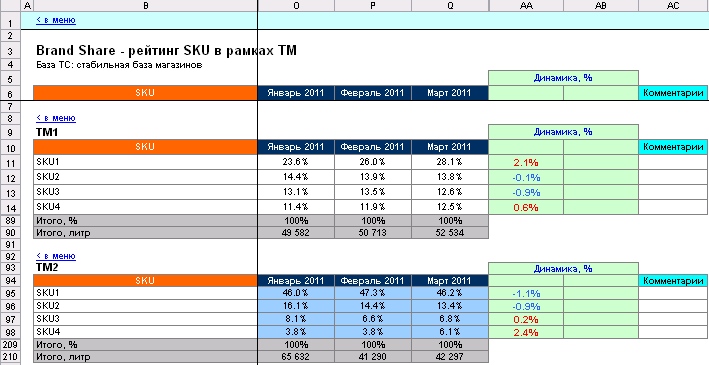 A B O P Q AA AB AC
1 < в меню
2
3 Brand Share - рейтинг SKU в рамках ТМ
4 База ТС: стабильная база магазинов
5 Динамика, %
6 SKU Январь 2011 Февраль 2011 Март 2011 Комментарии
7
8 < в меню
9 ТМ1 Динамика, %
10 SKU Январь 2011 Февраль 2011 Март 2011 Комментарии
11 SKU1 23.6% 26.0% 28.1% 2.1%
12 SKU2 14.4% 13.9% 13.8% -0.1%
13 SKU3 13.1% 13.5% 12.6% -0.9%
14 SKU4 11.4% 11.9% 12.5% 0.6%
89 Итого, % 100% 100% 100%
90 Итого, литр 49 582 50 713 52 534
91
92 < в меню
93 ТМ2 Динамика, %
94 SKU Январь 2011 Февраль 2011 Март 2011 Комментарии
95 SKU1 46.0% 47.3% 46.2% -1.1%
96 SKU2 16.1% 14.4% 13.4% -0.9%
97 SKU3 8.1% 6.6% 6.8% 0.2%
98 SKU4 3.8% 3.8% 6.1% 2.4%
209 Итого, % 100% 100% 100%
210 Итого, литр 65 632 41 290 42 297